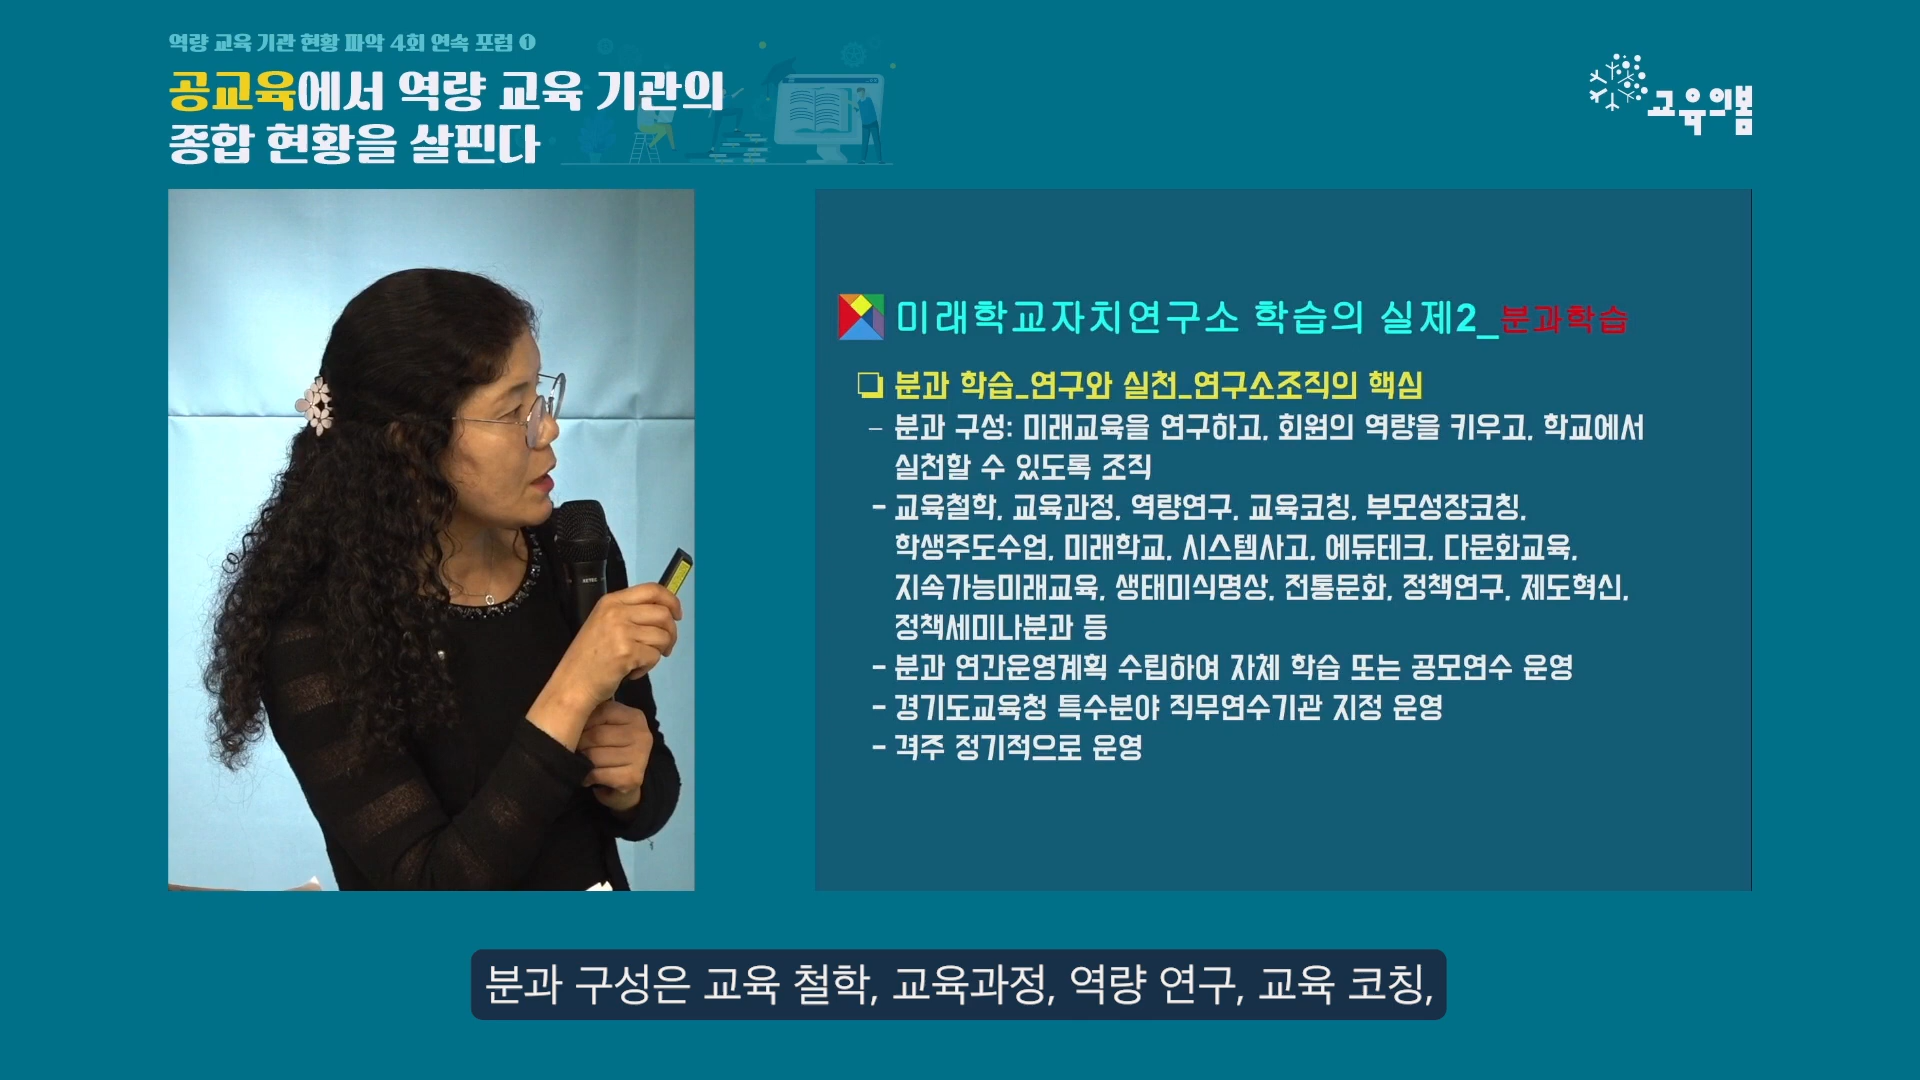 역량 교육 기관 현황 파악 4회 연속 포럼 ❶
공교육에서 역량 교육 기관의
종합 현황을 살핀다
교육의봄
미래학교자치연구소 학습의 실제2_분과학습
❏ 분과 학습_연구와 실천_연구소조직의 핵심
– 분과 구성: 미래교육을 연구하고, 회원의 역량을 키우고, 학교에서
실천할 수 있도록 조직
- 교육철학, 교육과정, 역량연구, 교육코칭, 부모성장코칭,
학생주도수업, 미래학교, 시스템사고, 에듀테크, 다문화교육,
지속가능미래교육, 생태미식명상, 전통문화, 정책연구, 제도혁신,
정책세미나분과 등
- 분과 연간운영계획 수립하여 자체 학습 또는 공모연수 운영
- 경기도교육청 특수분야 직무연수기관 지정 운영
- 격주 정기적으로 운영
분과 구성은 교육 철학, 교육과정, 역량 연구, 교육 코칭,